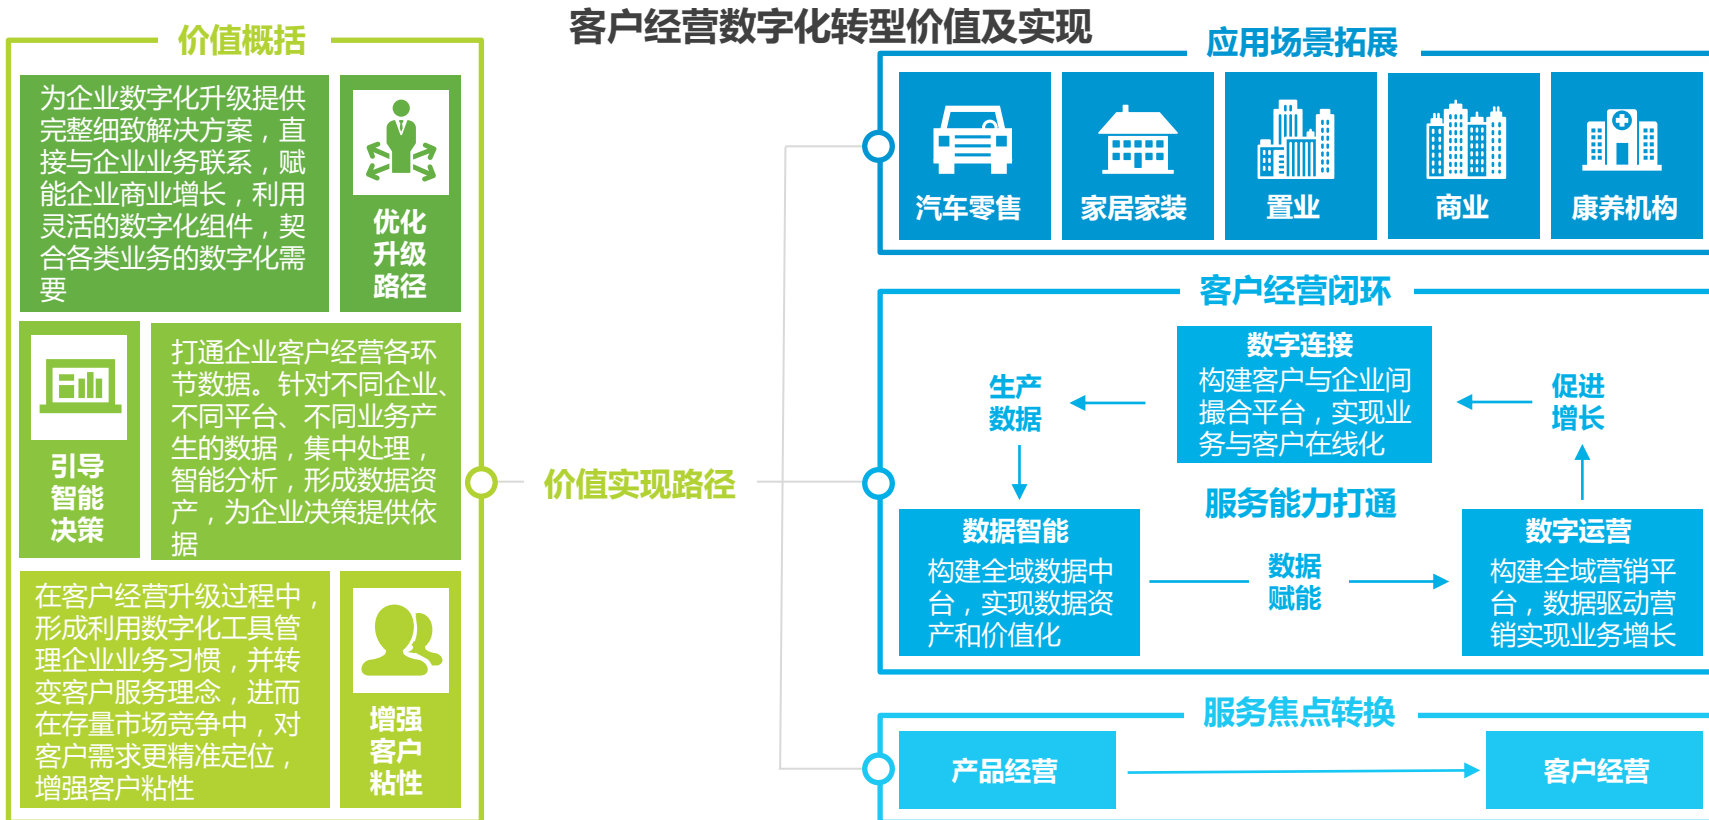 客户经营数字化转型价值及实现
价值概括
为企业数字化升级提供
完整细致解决方案，直
接与企业业务联系，赋
能企业商业增长，利用
灵活的数字化组件，契
合各类业务的数字化需
要
优化
升级
路径
引导
智能
决策
打通企业客户经营各环
节数据。针对不同企业、
不同平台、不同业务产
生的数据，集中处理，
智能分析，形成数据资
产，为企业决策提供依
据
在客户经营升级过程中，
形成利用数字化工具管
理企业业务习惯，并转
变客户服务理念，进而
在存量市场竞争中，对
客户需求更精准定位，
增强客户粘性
增强
客户
粘性
价值实现路径
应用场景拓展
汽车零售
家居家装
置业
商业
康养机构
客户经营闭环
数字连接
构建客户与企业间
撮合平台，实现业
务与客户在线化
生产
数据
促进
增长
服务能力打通
数据智能
构建全域数据中
台，实现数据资
产和价值化
数据
赋能
数字运营
构建全域营销平
台，数据驱动营
销实现业务增长
服务焦点转换
产品经营
客户经营